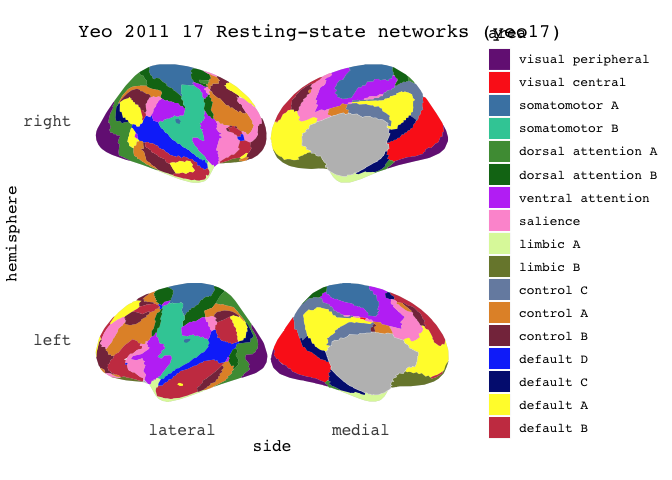 Yeo 2011 17 Resting-state networks (yeo17)
area
visual peripheral
visual central
somatomotor A
somatomotor B
dorsal attention A
dorsal attention B
ventral attention
salience
limbic A
limbic B
control C
control A
control B
default D
default C
default A
default B
right
left
hemisphere
lateral
medial
side